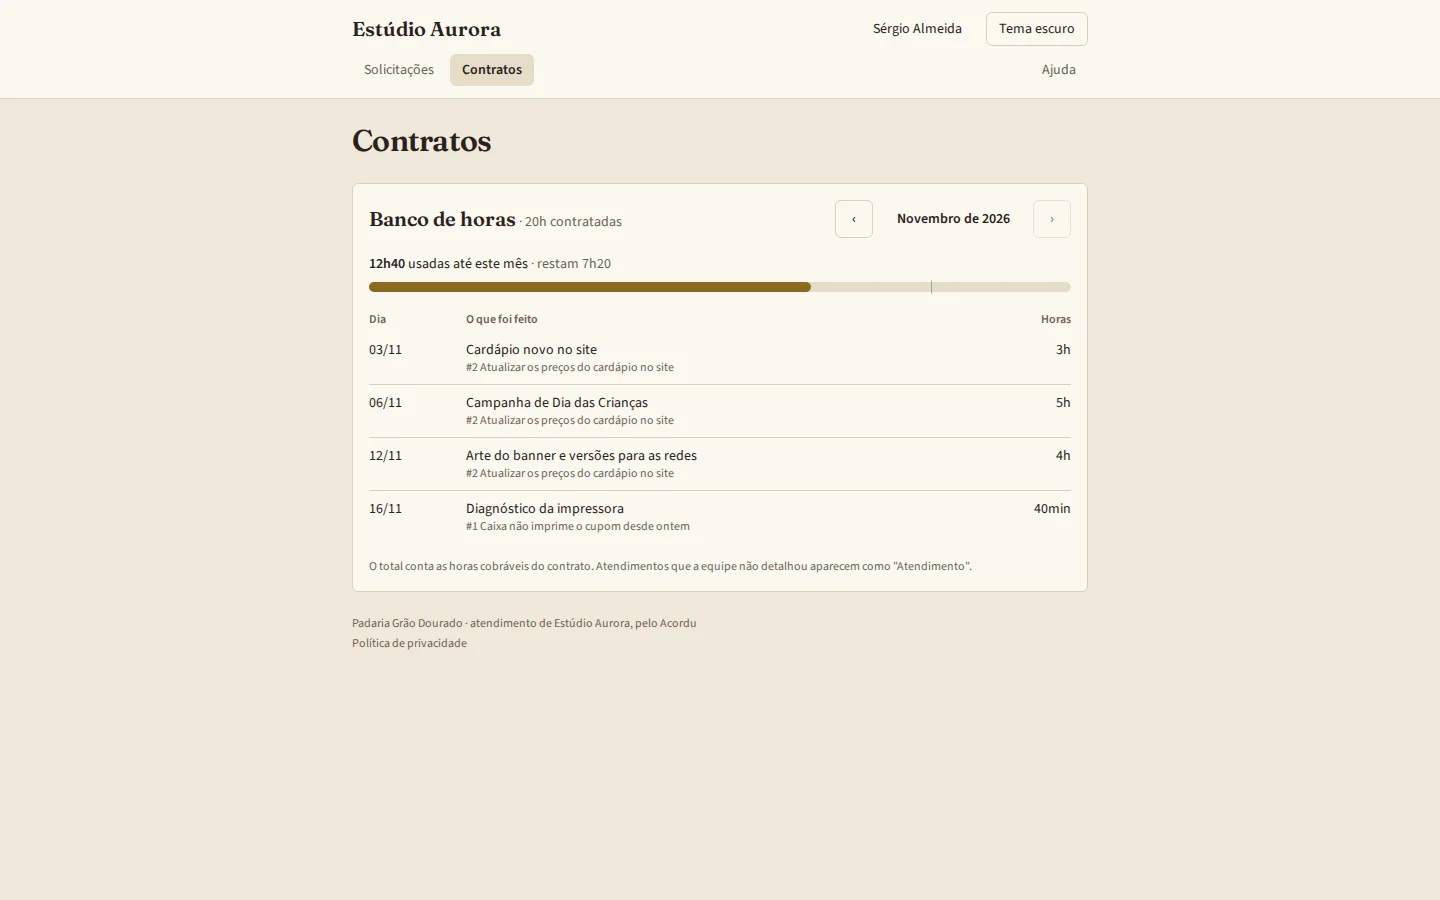 Estúdio Aurora
Sérgio Almeida
Tema escuro
Solicitações
Contratos
Ajuda
Contratos
Banco de horas · 20h contratadas
‹
Novembro de 2026
›
12h40 usadas até este mês · restam 7h20
Dia O que foi feito Horas
03/11 Cardápio novo no site 3h
#2 Atualizar os preços do cardápio no site
06/11 Campanha de Dia das Crianças 5h
#2 Atualizar os preços do cardápio no site
12/11 Arte do banner e versões para as redes 4h
#2 Atualizar os preços do cardápio no site
16/11 Diagnóstico da impressora 40min
#1 Caixa não imprime o cupom desde ontem
O total conta as horas cobráveis do contrato. Atendimentos que a equipe não detalhou aparecem como "Atendimento".
Padaria Grão Dourado · atendimento de Estúdio Aurora, pelo Acordu
Política de privacidade